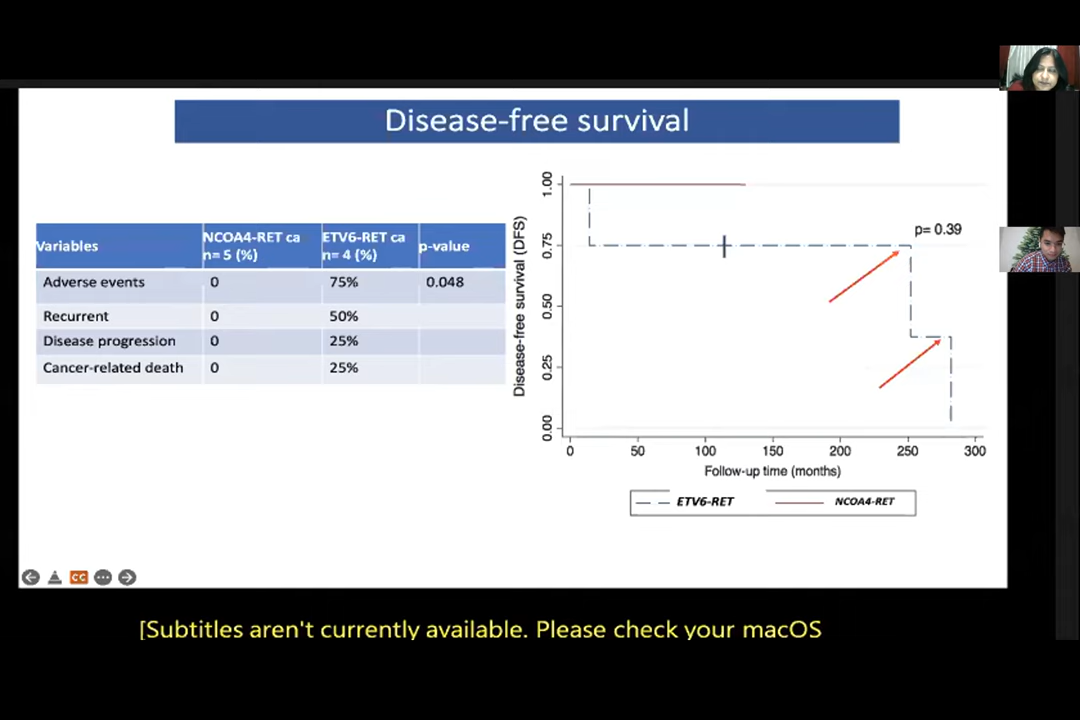 Disease-free survival
Variables
NCOA4-RET ca
n= 5 (%)
ETV6-RET ca
n= 4 (%)
p-value
Adverse events 0 75% 0.048
Recurrent 0 50%
Disease progression 0 25%
Cancer-related death 0 25%
Disease-free survival (DFS)
1.00
0.75
0.50
0.25
0.00
p= 0.39
0 50 100 150 200 250 300
Follow-up time (months)
ETV6-RET NCOA4-RET
CC
[Subtitles aren't currently available. Please check your macOS